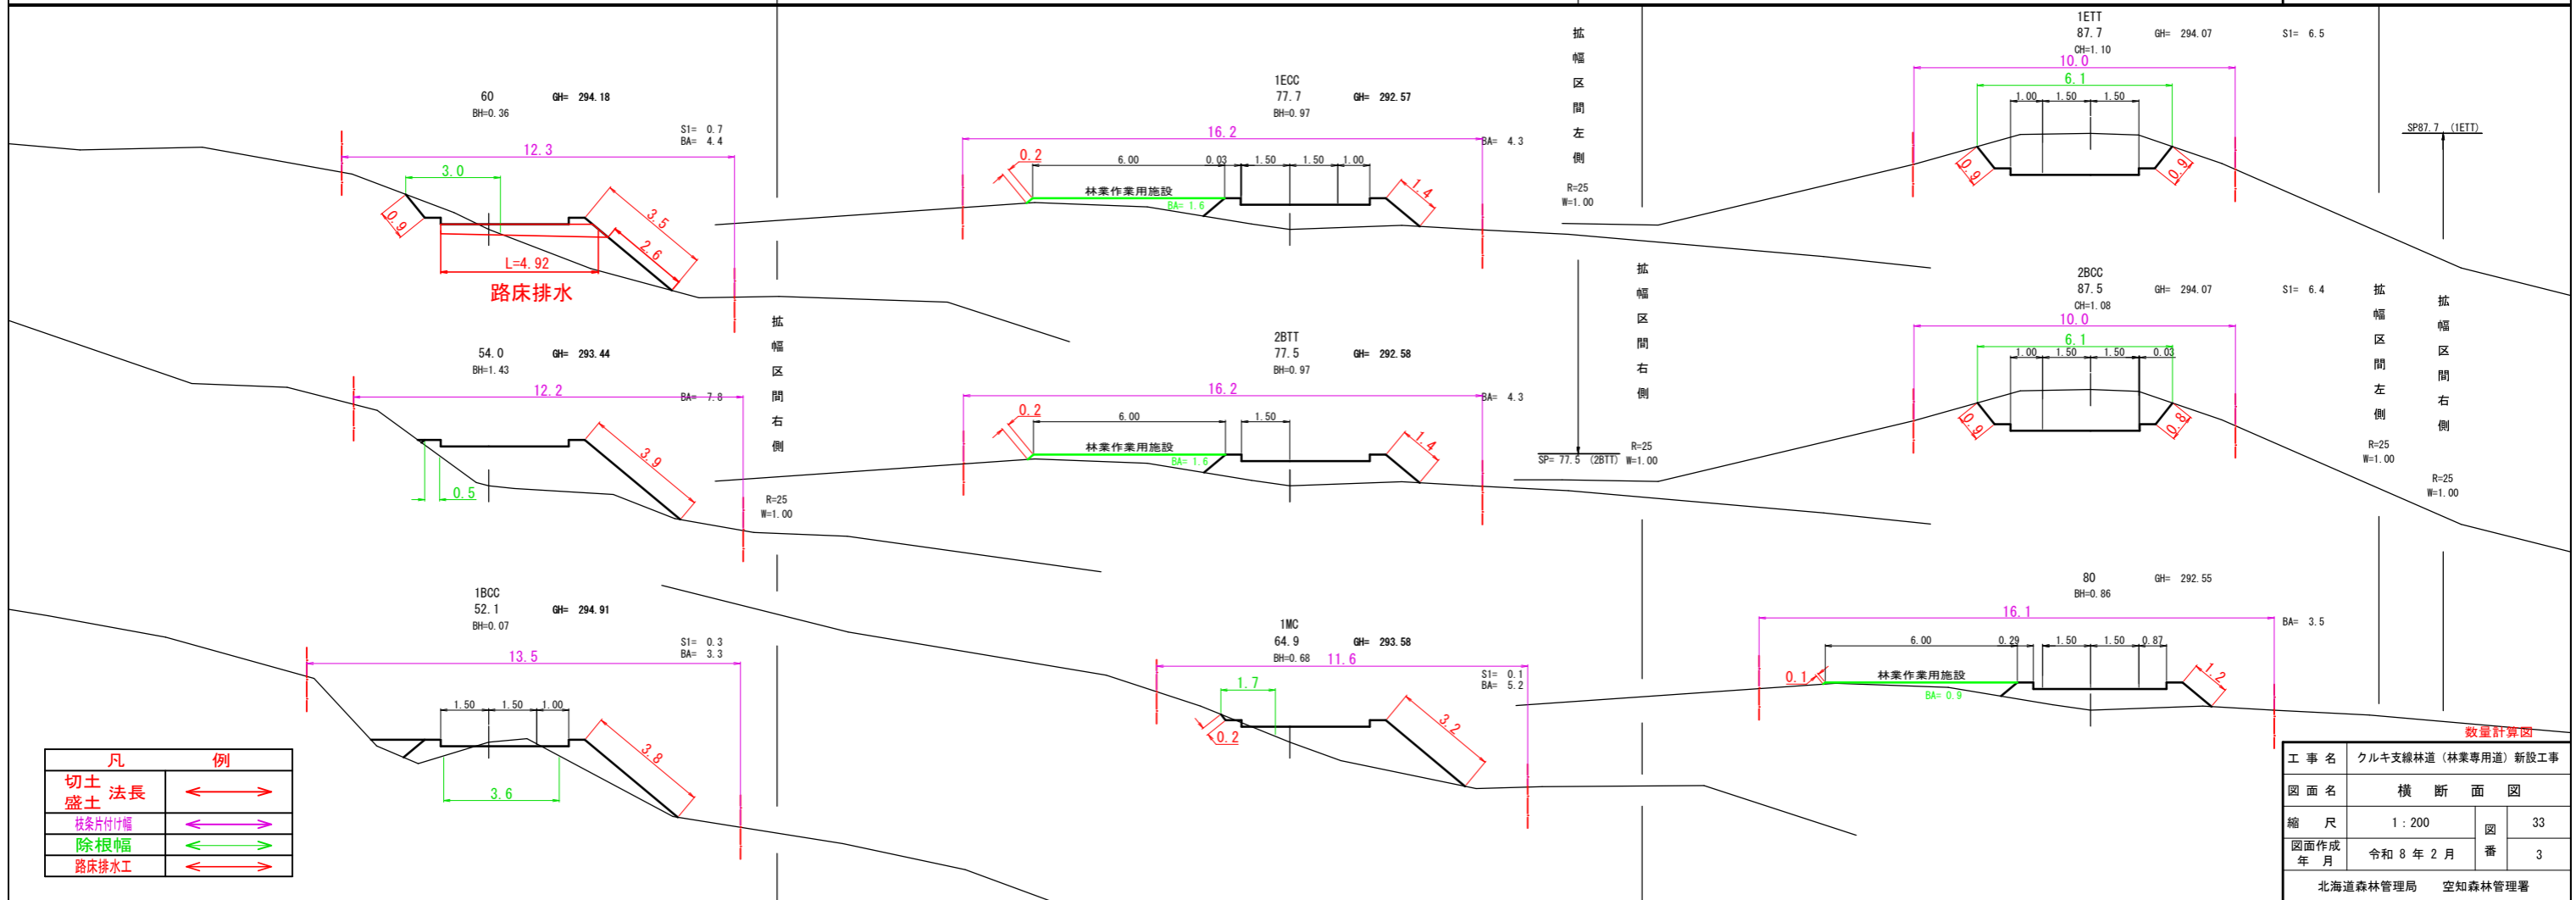 60
GH= 294.18
BH=0.36
S1= 0.7
BA= 4.4
12.3
3.0
0.9
3.5
2.6
L=4.92
路床排水
54.0
GH= 293.44
BH=1.43
BA= 7.8
12.2
0.5
3.9
拡幅区間右側
R=25
W=1.00
1BCC
52.1
GH= 294.91
BH=0.07
S1= 0.3
BA= 3.3
13.5
1.50 1.50 1.00
3.8
3.6
凡 例
切土
盛土 法長
枝条片付け幅
除根幅
路床排水工
1ECC
77.7
GH= 292.57
BH=0.97
BA= 4.3
16.2
0.2
6.00 0.03 1.50 1.50 1.00
林業作業用施設
BA= 1.6
1.4
拡幅区間左側
R=25
W=1.00
2BTT
77.5
GH= 292.58
BH=0.97
BA= 4.3
16.2
0.2
6.00 1.50
林業作業用施設
BA= 1.6
1.4
SP= 77.5 (2BTT)
拡幅区間右側
R=25
W=1.00
1MC
64.9
GH= 293.58
BH=0.68
11.6
S1= 0.1
BA= 5.2
1.7
0.2
3.2
1ETT
87.7
GH= 294.07
S1= 6.5
CH=1.10
10.0
6.1
1.00 1.50 1.50
0.9
0.9
SP87.7 (1ETT)
2BCC
87.5
GH= 294.07
S1= 6.4
CH=1.08
10.0
6.1
1.00 1.50 1.50 0.03
0.9
0.8
拡幅区間左側
R=25
W=1.00
拡幅区間右側
R=25
W=1.00
80
GH= 292.55
BH=0.86
BA= 3.5
16.1
6.00 0.29 1.50 1.50 0.87
0.1
林業作業用施設
BA= 0.9
1.2
数量計算図
工事名 クルキ支線林道（林業専用道）新設工事
図面名 横断面図
縮尺 1：200 図番 33
図面作成年月 令和 8 年 2 月 3
北海道森林管理局 空知森林管理署